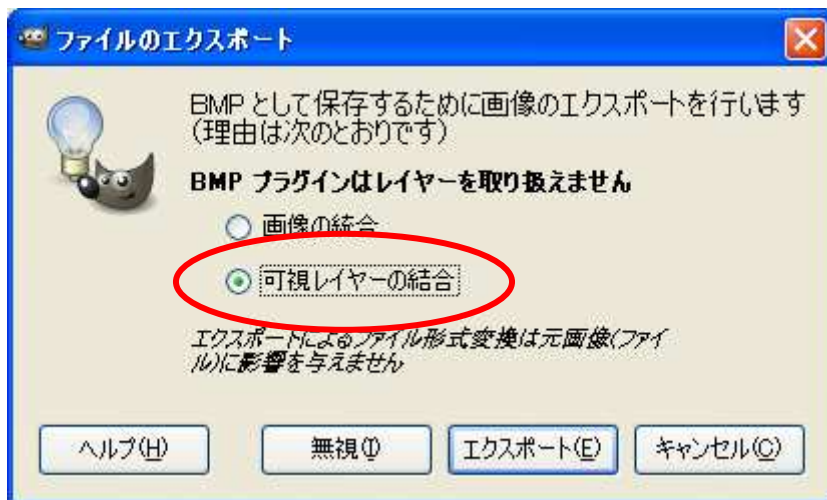 ファイルのエクスポート
BMP として保存するために画像のエクスポートを行います
(理由は次のとおりです)
BMP プラグインはレイヤーを取り扱えません
画像の統合
可視レイヤーの結合
エクスポートによるファイル形式変換は元画像(ファイ
ル)に影響を与えません
ヘルプ(H) 無視(I) エクスポート(E) キャンセル(C)